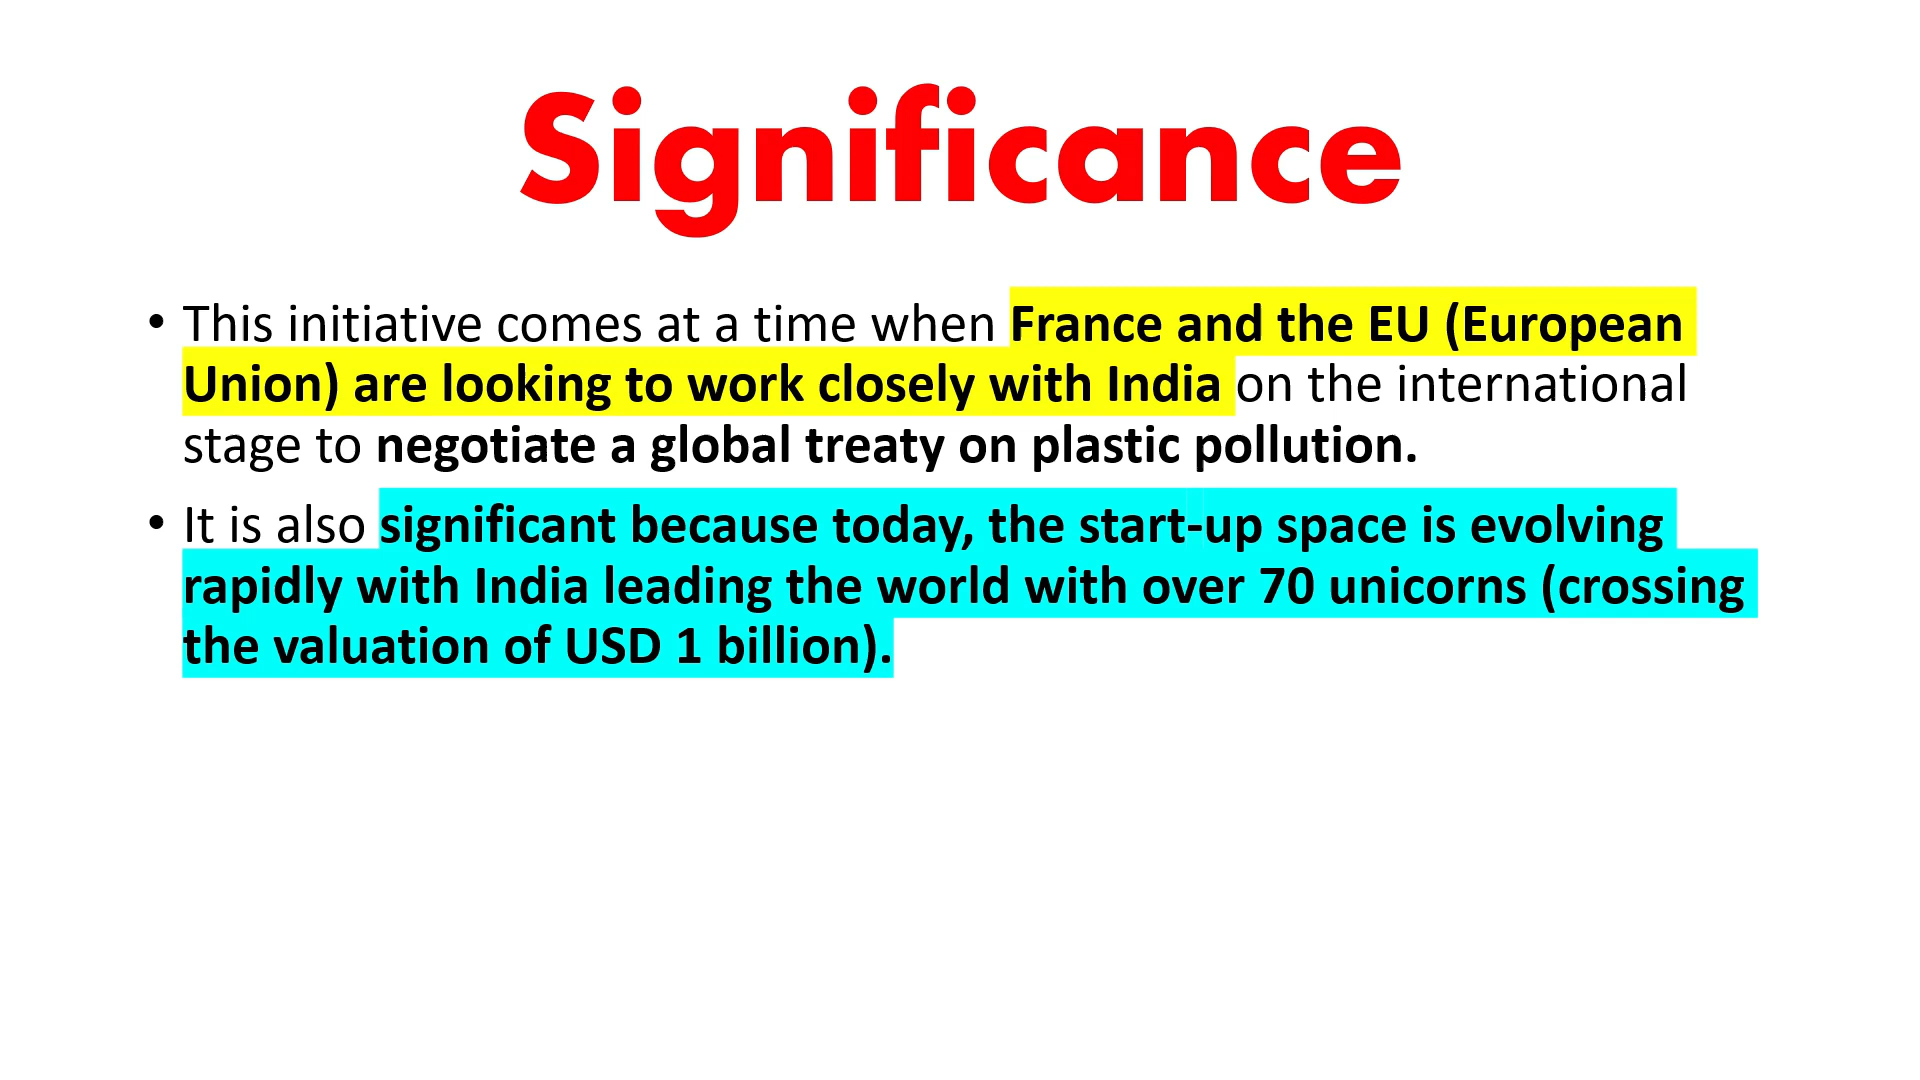 Significance
• This initiative comes at a time when France and the EU (European
Union) are looking to work closely with India on the international
stage to negotiate a global treaty on plastic pollution.
• It is also significant because today, the start-up space is evolving
rapidly with India leading the world with over 70 unicorns (crossing
the valuation of USD 1 billion).